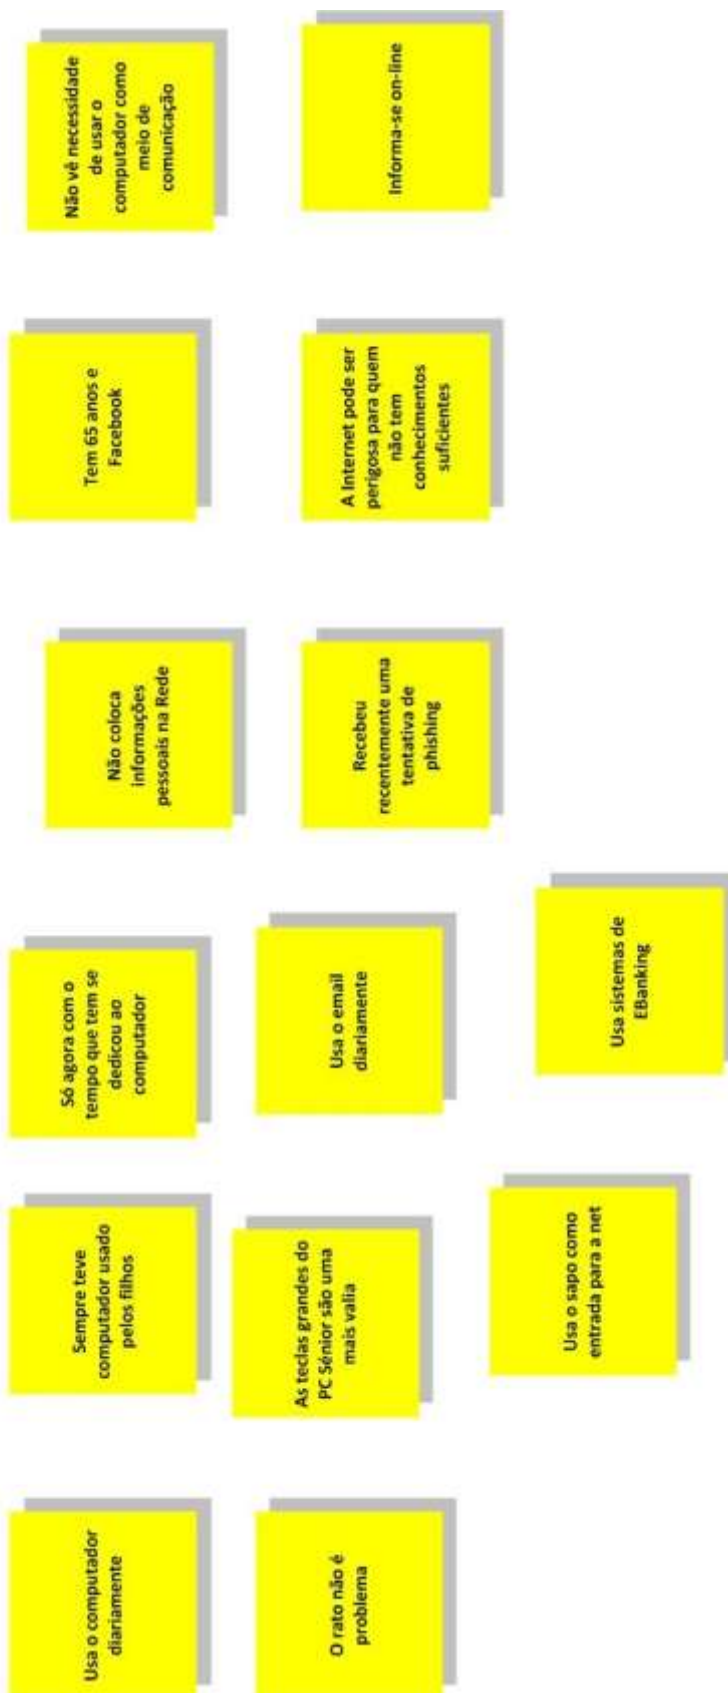 Usa o computador
diariamente
Sempre teve
computador usado
pelos filhos
Só agora com o
tempo que tem se
dedicou ao
computador
Não coloca
informações
pessoais na Rede
Tem 65 anos e
Facebook
Não vê necessidade
de usar o
computador como
meio de
comunicação
O rato não é
problema
As teclas grandes do
PC Sénior são uma
mais valia
Usa o email
diariamente
Recebeu
recentemente uma
tentativa de
phishing
A Internet pode ser
perigosa para quem
não tem
conhecimentos
suficientes
Informa-se on-line
Usa o sapo como
entrada para a net
Usa sistemas de
EBanking